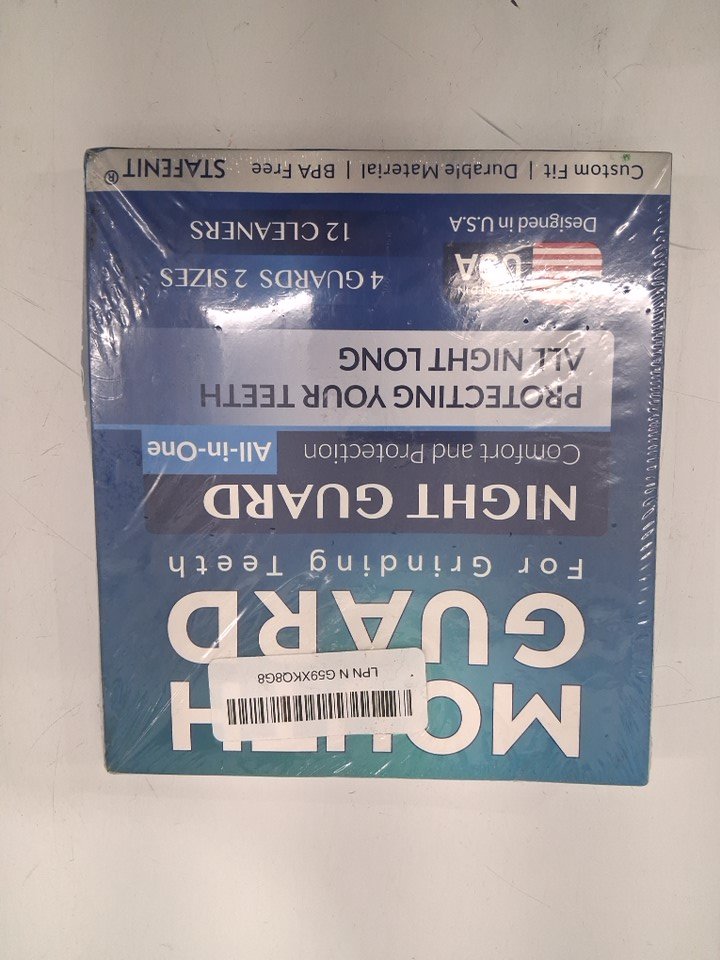 MOUTH
LPN N G59XKQ8G8
GUARD
For Grinding Teeth
NIGHT GUARD
Comfort and Protection All-in-One
PROTECTING YOUR TEETH
ALL NIGHT LONG
USA
4 GUARDS 2 SIZES
Designed in U.S.A
12 CLEANERS
Custom Fit | Durable Material | BPA Free STAFENIT®